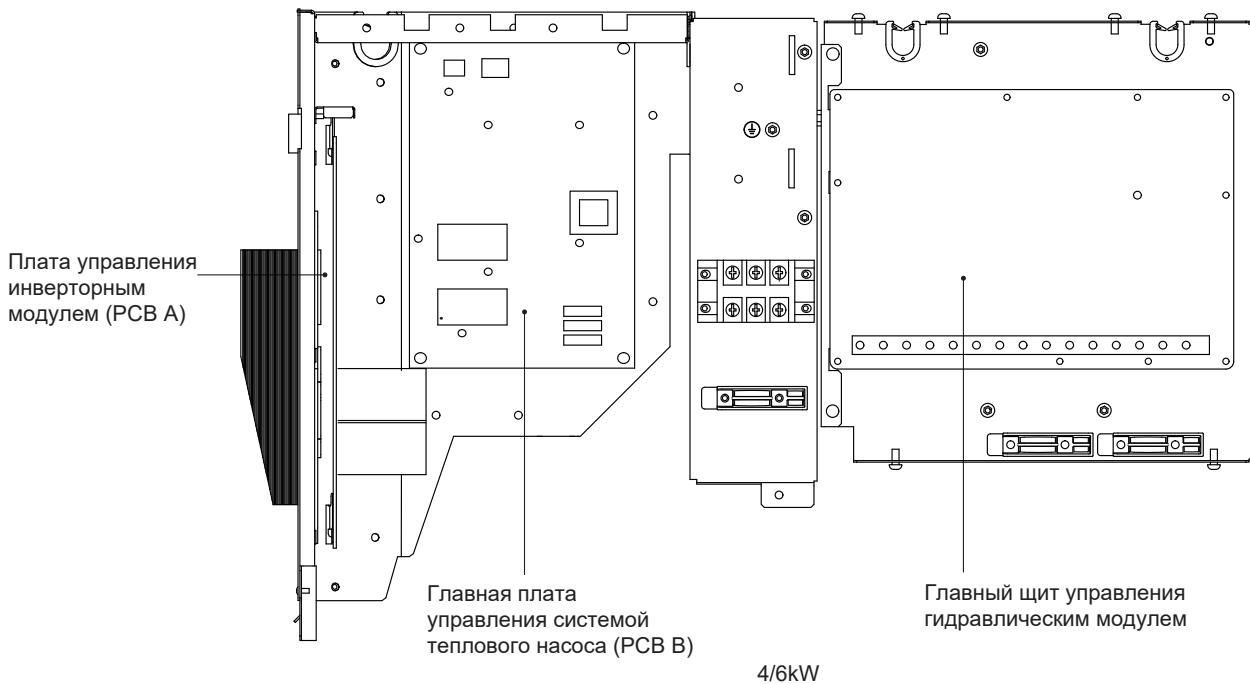 Плата управления
инверторным
модулем (PCB A)
Главная плата
управления системой
теплового насоса (PCB B)
Главный щит управления
гидравлическим модулем
4/6kW